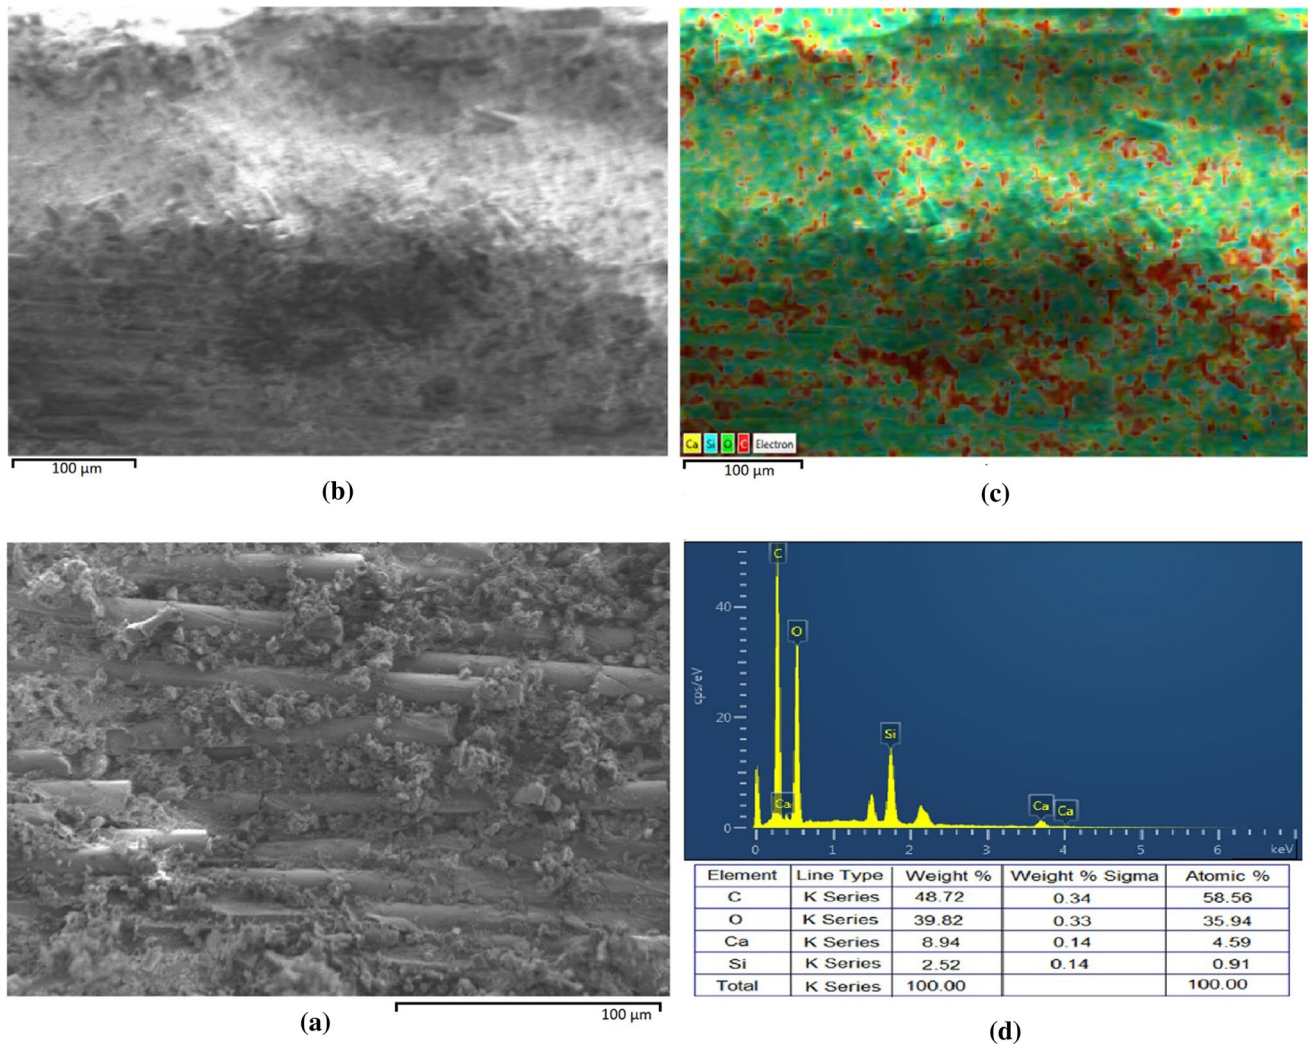 Ca Si O C Electron
100 µm
100 µm
(b)
(c)
C
O
40
cps/eV
20
Si
Ca
Ca
Ca
0
0 1 2 3 4 5 6 keV
Element Line Type Weight % Weight % Sigma Atomic %
C K Series 48.72 0.34 58.56
O K Series 39.82 0.33 35.94
Ca K Series 8.94 0.14 4.59
Si K Series 2.52 0.14 0.91
Total K Series 100.00 100.00
100 µm
(a)
(d)